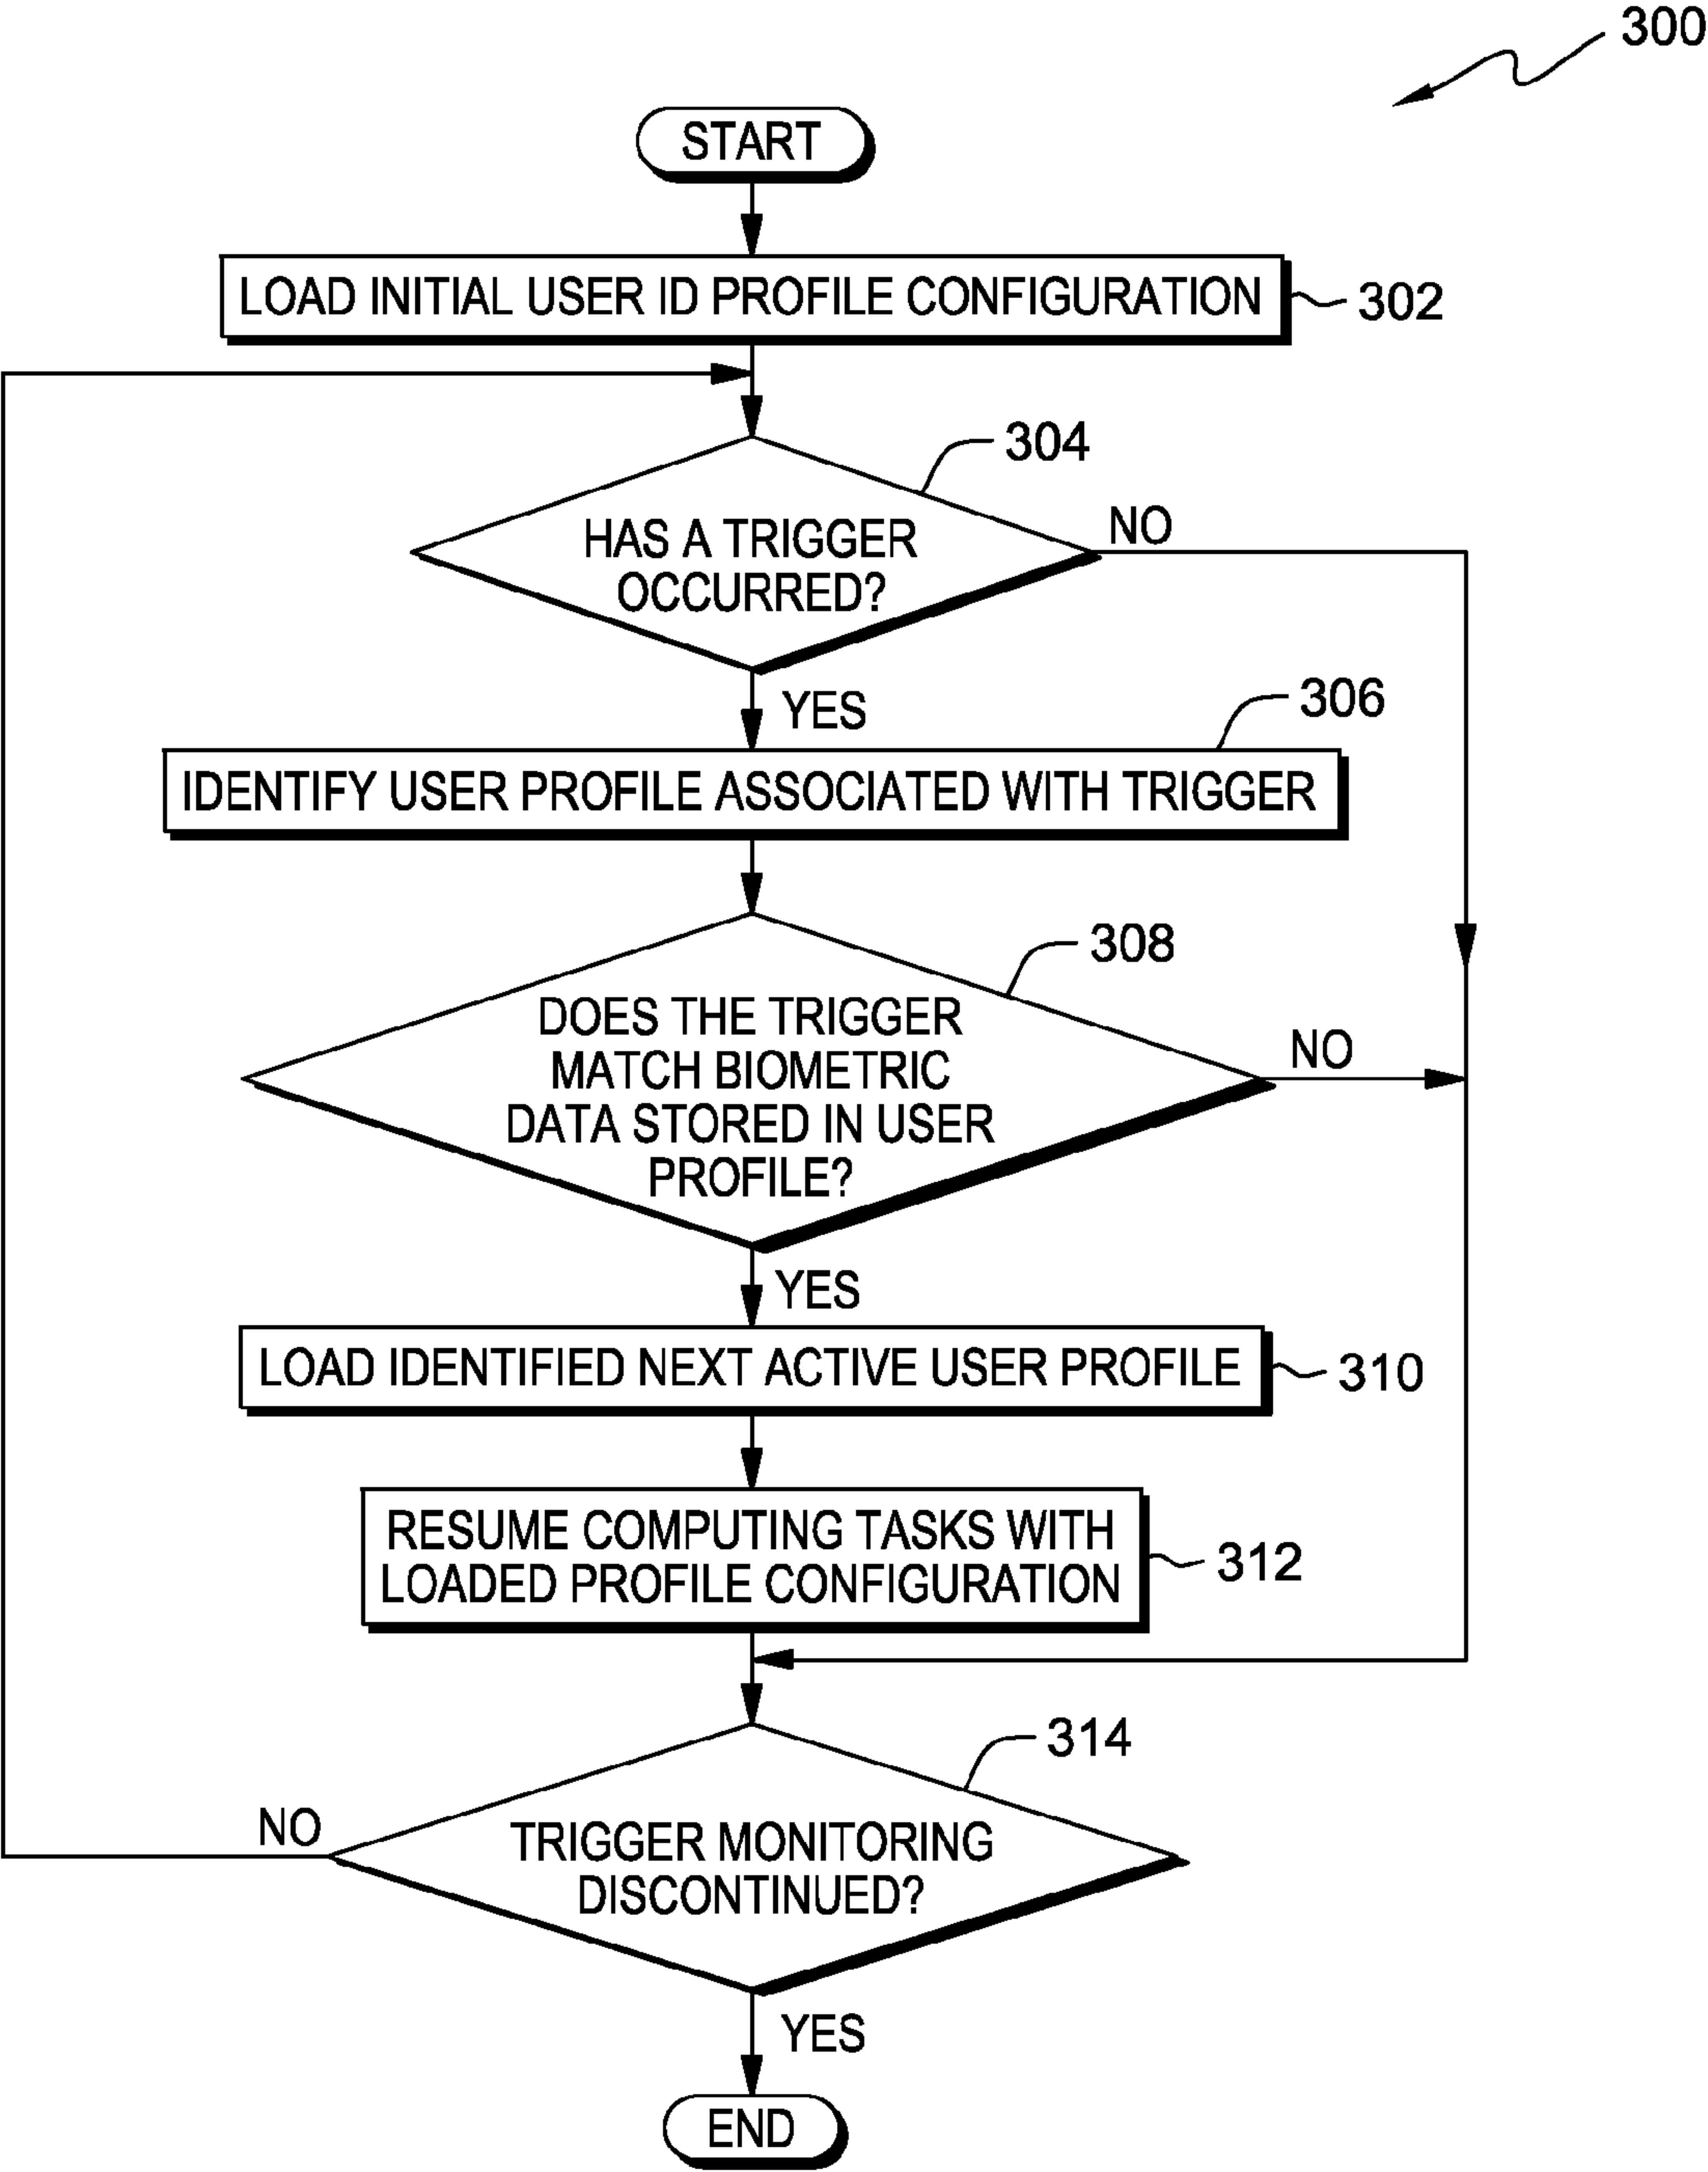 300
START
LOAD INITIAL USER ID PROFILE CONFIGURATION
302
304
HAS A TRIGGER
OCCURRED?
NO
YES
306
IDENTIFY USER PROFILE ASSOCIATED WITH TRIGGER
308
DOES THE TRIGGER
MATCH BIOMETRIC
DATA STORED IN USER
PROFILE?
NO
YES
LOAD IDENTIFIED NEXT ACTIVE USER PROFILE
310
RESUME COMPUTING TASKS WITH
LOADED PROFILE CONFIGURATION
312
314
NO
TRIGGER MONITORING
DISCONTINUED?
YES
END